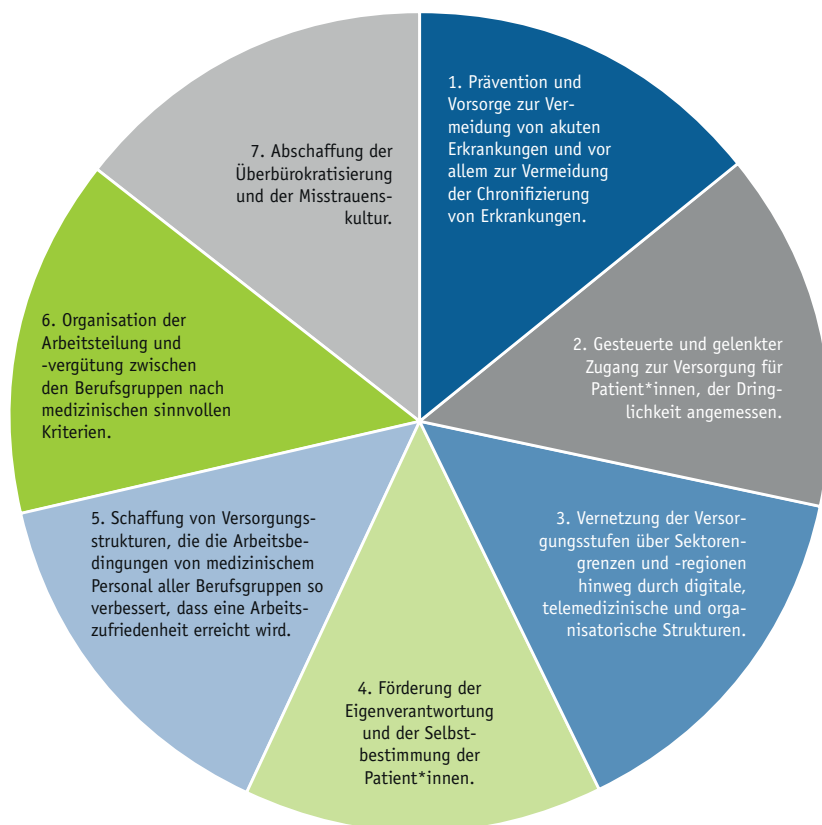 1. Prävention und
Vorsorge zur Ver-
meidung von akuten
Erkrankungen und vor
allem zur Vermeidung
der Chronifizierung
von Erkrankungen.
2. Gesteuerte und gelenkter
Zugang zur Versorgung für
Patient*innen, der Dring-
lichkeit angemessen.
3. Vernetzung der Versor-
gungsstufen über Sektoren-
grenzen und -regionen
hinweg durch digitale,
telemedizinische und orga-
nisatorische Strukturen.
4. Förderung der
Eigenverantwortung
und der Selbst-
bestimmung der
Patient*innen.
5. Schaffung von Versorgungs-
strukturen, die die Arbeitsbe-
dingungen von medizinischem
Personal aller Berufsgruppen so
verbessert, dass eine Arbeits-
zufriedenheit erreicht wird.
6. Organisation der
Arbeitsteilung und
-vergütung zwischen
den Berufsgruppen nach
medizinischen sinnvollen
Kriterien.
7. Abschaffung der
Überbürokratisierung
und der Misstrauens-
kultur.